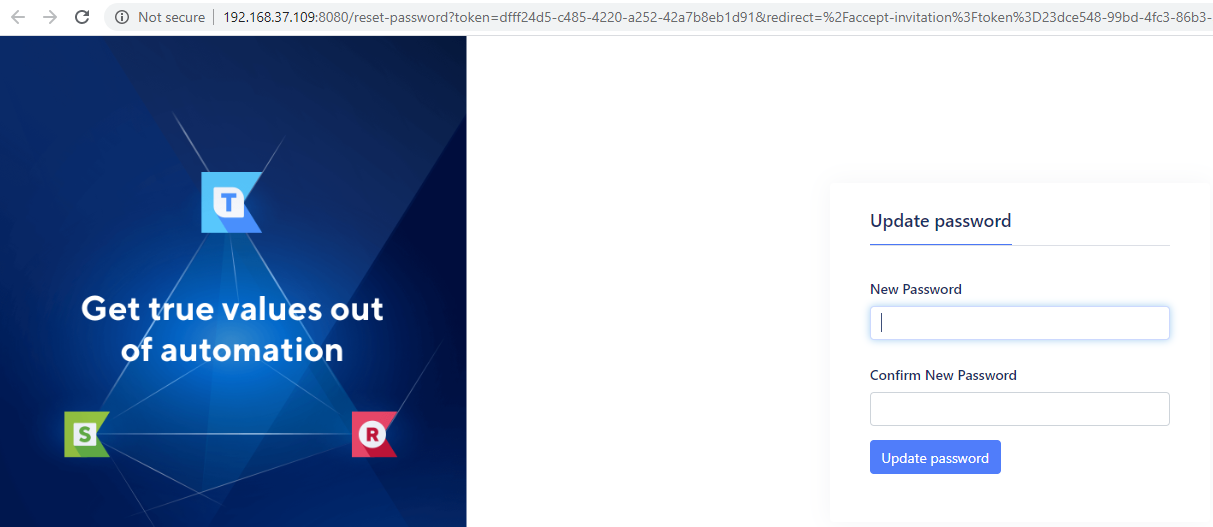 Not secure
192.168.37.109:8080/reset-password?token=dfff24d5-c485-4220-a252-42a7b8eb1d91&redirect=%2Faccept-invitation%3Ftoken%3D23dce548-99bd-4fc3-86b3-
T
Get true values out
of automation
S
R
Update password
New Password
Confirm New Password
Update password